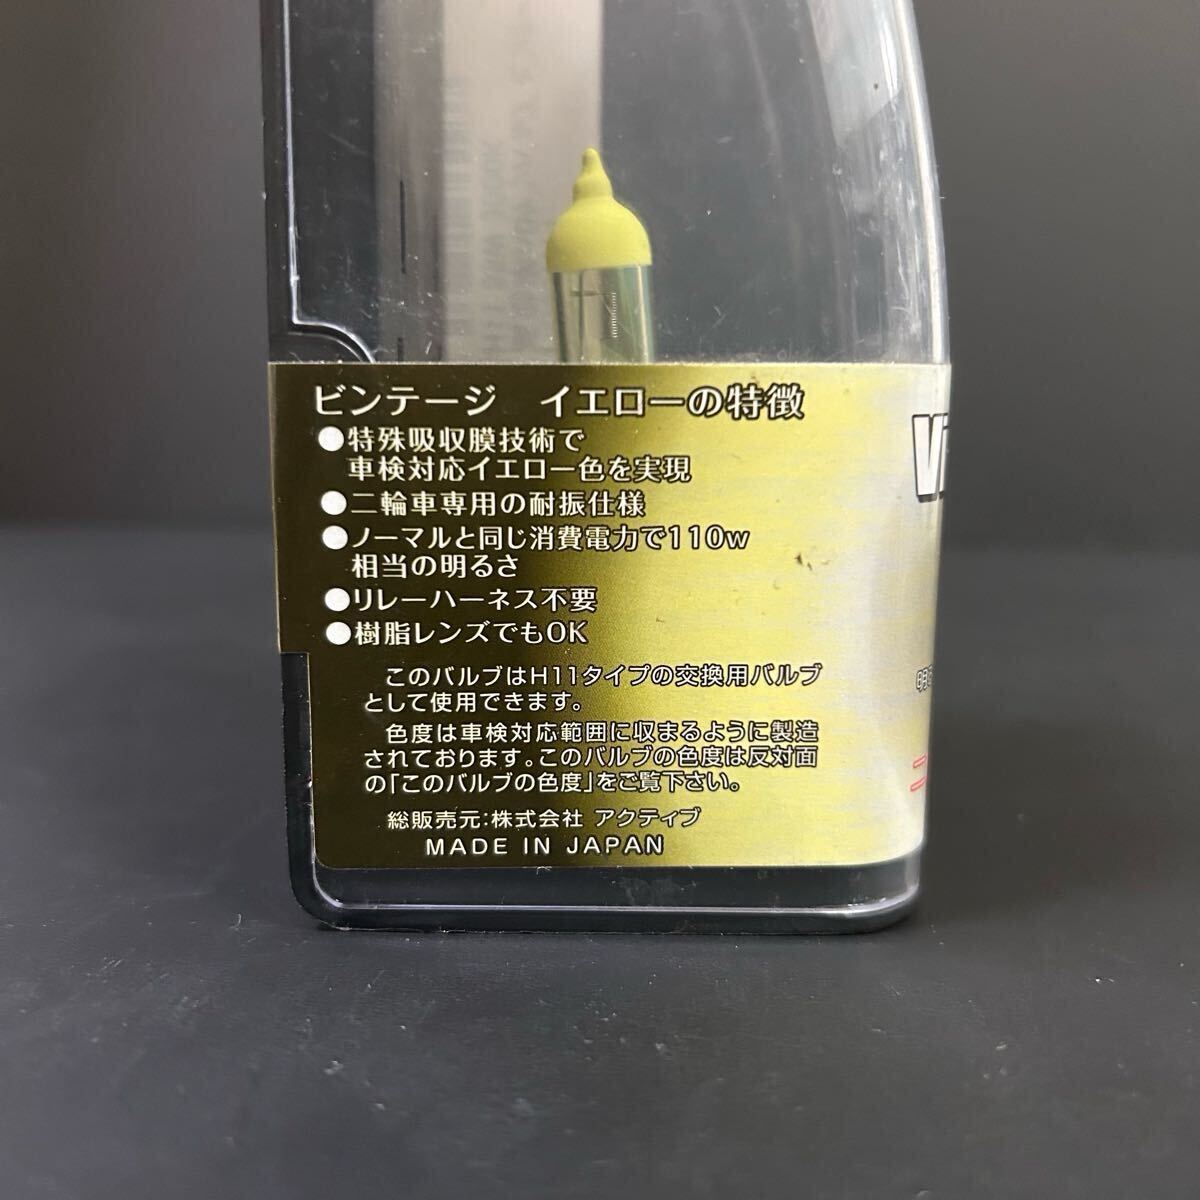 ビンテージ イエローの特徴
●特殊吸収膜技術で
車検対応イエロー色を実現
●二輪車専用の耐振仕様
●ノーマルと同じ消費電力で110w
相当の明るさ
●リレーハーネス不要
●樹脂レンズでもOK
このバルブはH11タイプの交換用バルブ
として使用できます。
色度は車検対応範囲に収まるように製造
されております。このバルブの色度は反対面
の「このバルブの色度」をご覧下さい。
総販売元:株式会社 アクティブ
MADE IN JAPAN
Vi